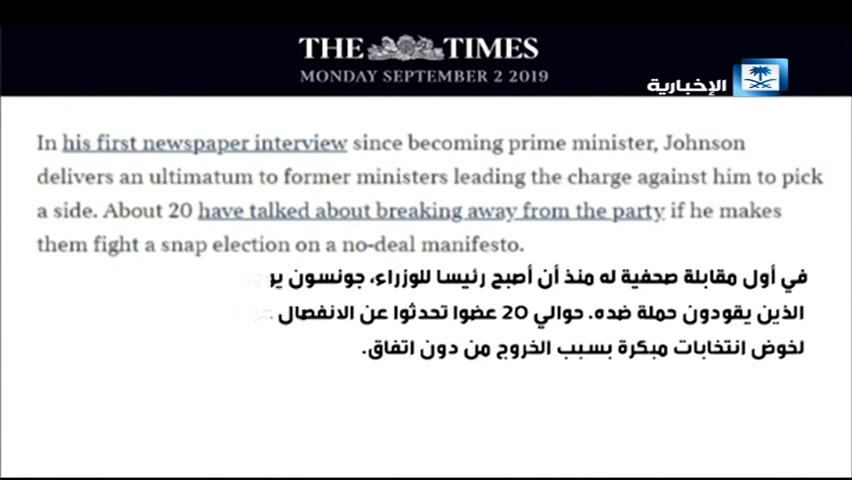 THE TIMES
MONDAY SEPTEMBER 2 2019
الإخبارية
In his first newspaper interview since becoming prime minister, Johnson
delivers an ultimatum to former ministers leading the charge against him to pick
a side. About 20 have talked about breaking away from the party if he makes
them fight a snap election on a no-deal manifesto.
في أول مقابلة صحفية له منذ أن أصبح رئيسا للوزراء، جونسون
الذين يقودون حملة ضده. حوالي 20 عضوا تحدثوا عن الانفصال
لخوض انتخابات مبكرة بسبب الخروج من دون اتفاق.